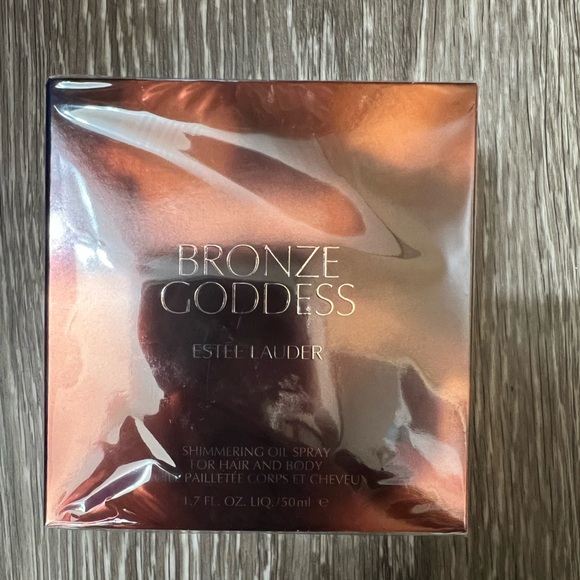 BRONZE
GODDESS
ESTEE LAUDER
SHIMMERING OIL SPRAY
FOR HAIR AND BODY
PAILLETÉE CORPS ET CHEVEUX
1.7 FL. OZ. LIQ./50ml e